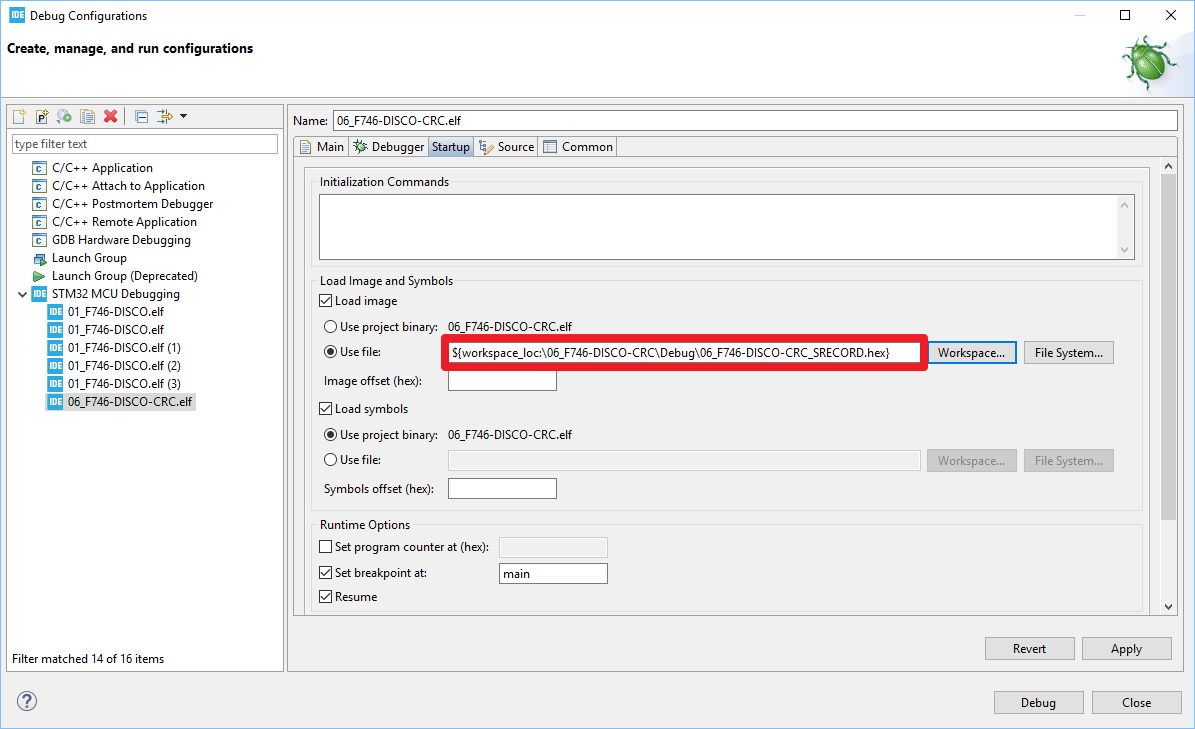 IDE Debug Configurations
Create, manage, and run configurations
Name: 06_F746-DISCO-CRC.elf
type filter text
Main Debugger Startup Source Common
C C/C++ Application
C C/C++ Attach to Application
C C/C++ Postmortem Debugger
C C/C++ Remote Application
C GDB Hardware Debugging
Launch Group
Launch Group (Deprecated)
IDE STM32 MCU Debugging
IDE 01_F746-DISCO.elf
IDE 01_F746-DISCO.elf
IDE 01_F746-DISCO.elf (1)
IDE 01_F746-DISCO.elf (2)
IDE 01_F746-DISCO.elf (3)
IDE 06_F746-DISCO-CRC.elf
Filter matched 14 of 16 items
Initialization Commands
Load Image and Symbols
Load image
Use project binary: 06_F746-DISCO-CRC.elf
Use file: ${workspace_loc:\06_F746-DISCO-CRC\Debug\06_F746-DISCO-CRC_SRECORD.hex} Workspace... File System...
Image offset (hex):
Load symbols
Use project binary: 06_F746-DISCO-CRC.elf
Use file: Workspace... File System...
Symbols offset (hex):
Runtime Options
Set program counter at (hex):
Set breakpoint at: main
Resume
Revert Apply
? Debug Close